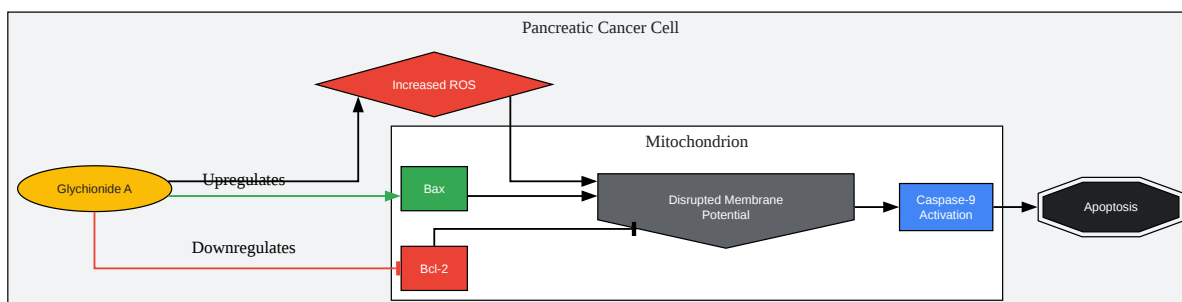 Pancreatic Cancer Cell
Increased ROS
Mitochondrion
Glychionide A
Upregulates
Bax
Disrupted Membrane
Potential
Caspase-9
Activation
Apoptosis
Downregulates
Bcl-2